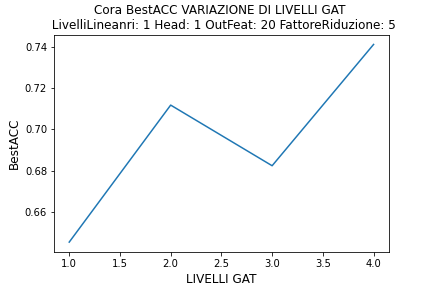 Cora BestACC VARIAZIONE DI LIVELLI GAT
LivelliLineanri: 1 Head: 1 OutFeat: 20 FattoreRiduzione: 5
BestACC
0.74
0.72
0.70
0.68
0.66
1.0 1.5 2.0 2.5 3.0 3.5 4.0
LIVELLI GAT